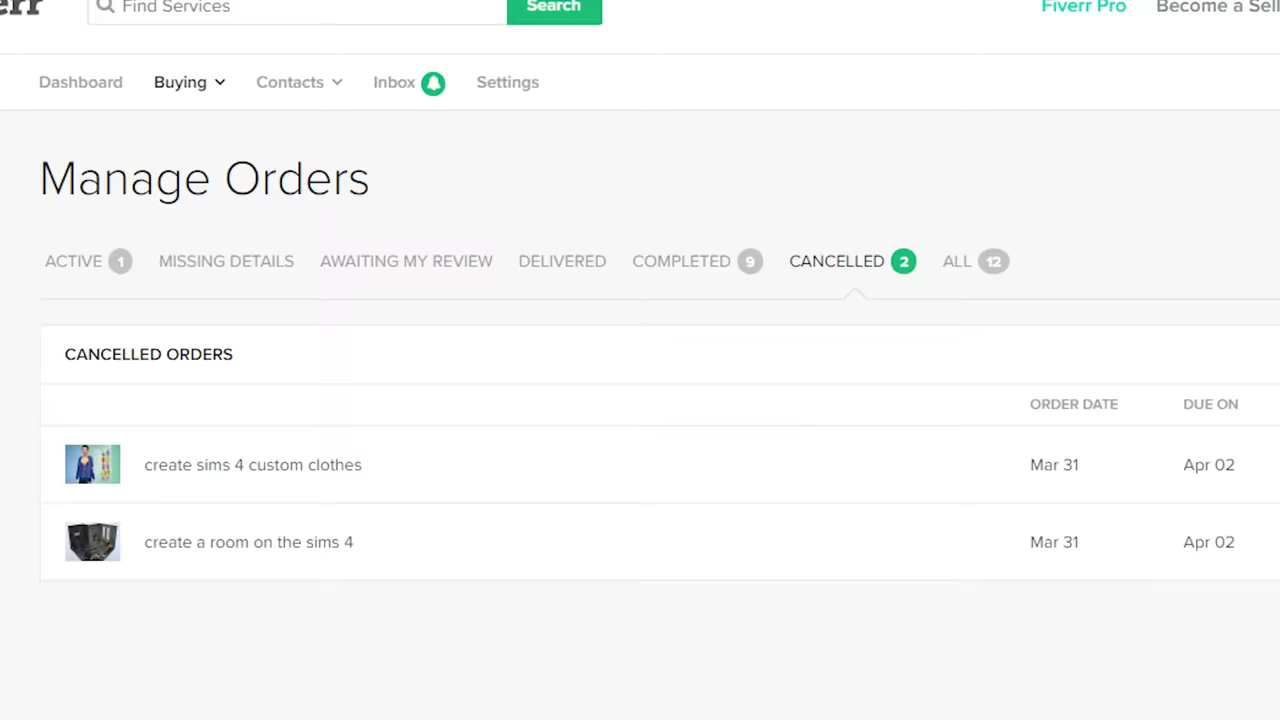 Find Services Search Fiverr Pro Become a
Dashboard Buying Contacts Inbox Settings
Manage Orders
ACTIVE 1 MISSING DETAILS AWAITING MY REVIEW DELIVERED COMPLETED 9 CANCELLED 2 ALL 12
CANCELLED ORDERS
ORDER DATE DUE ON
create sims 4 custom clothes Mar 31 Apr 02
create a room on the sims 4 Mar 31 Apr 02